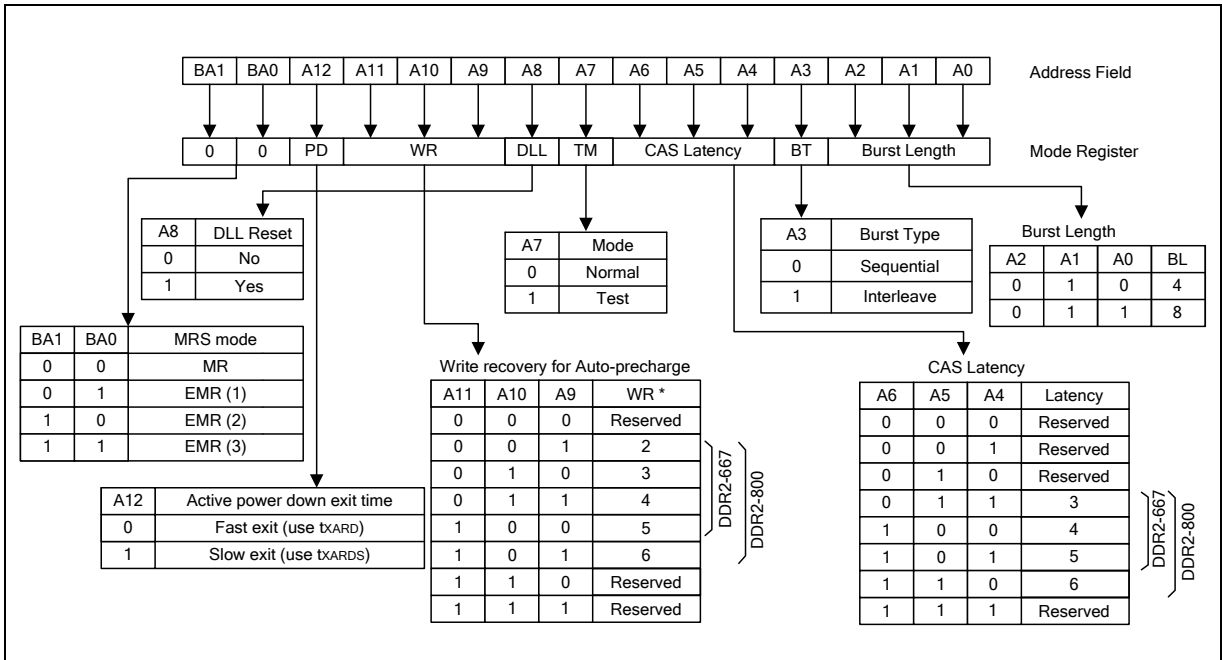 BA1 BA0 A12 A11 A10 A9 A8 A7 A6 A5 A4 A3 A2 A1 A0 Address Field
0 0 PD WR DLL TM CAS Latency BT Burst Length Mode Register
A8 DLL Reset
0 No
1 Yes
A7 Mode
0 Normal
1 Test
A3 Burst Type
0 Sequential
1 Interleave
Burst Length
A2 A1 A0 BL
0 1 0 4
0 1 1 8
BA1 BA0 MRS mode
0 0 MR
0 1 EMR (1)
1 0 EMR (2)
1 1 EMR (3)
A12 Active power down exit time
0 Fast exit (use tXARD)
1 Slow exit (use tXARDS)
Write recovery for Auto-precharge
A11 A10 A9 WR *
0 0 0 Reserved
0 0 1 2
0 1 0 3
0 1 1 4
1 0 0 5
1 0 1 6
1 1 0 Reserved
1 1 1 Reserved
DDR2-667
DDR2-800
CAS Latency
A6 A5 A4 Latency
0 0 0 Reserved
0 0 1 Reserved
0 1 0 Reserved
0 1 1 3
1 0 0 4
1 0 1 5
1 1 0 6
1 1 1 Reserved
DDR2-667
DDR2-800